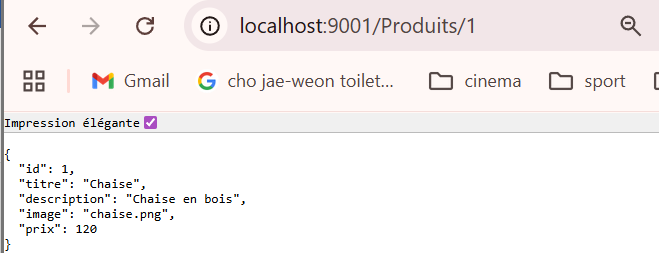 localhost:9001/Produits/1
Gmail cho jae-weon toilet... cinema sport
Impression élégante
{
"id": 1,
"titre": "Chaise",
"description": "Chaise en bois",
"image": "chaise.png",
"prix": 120
}